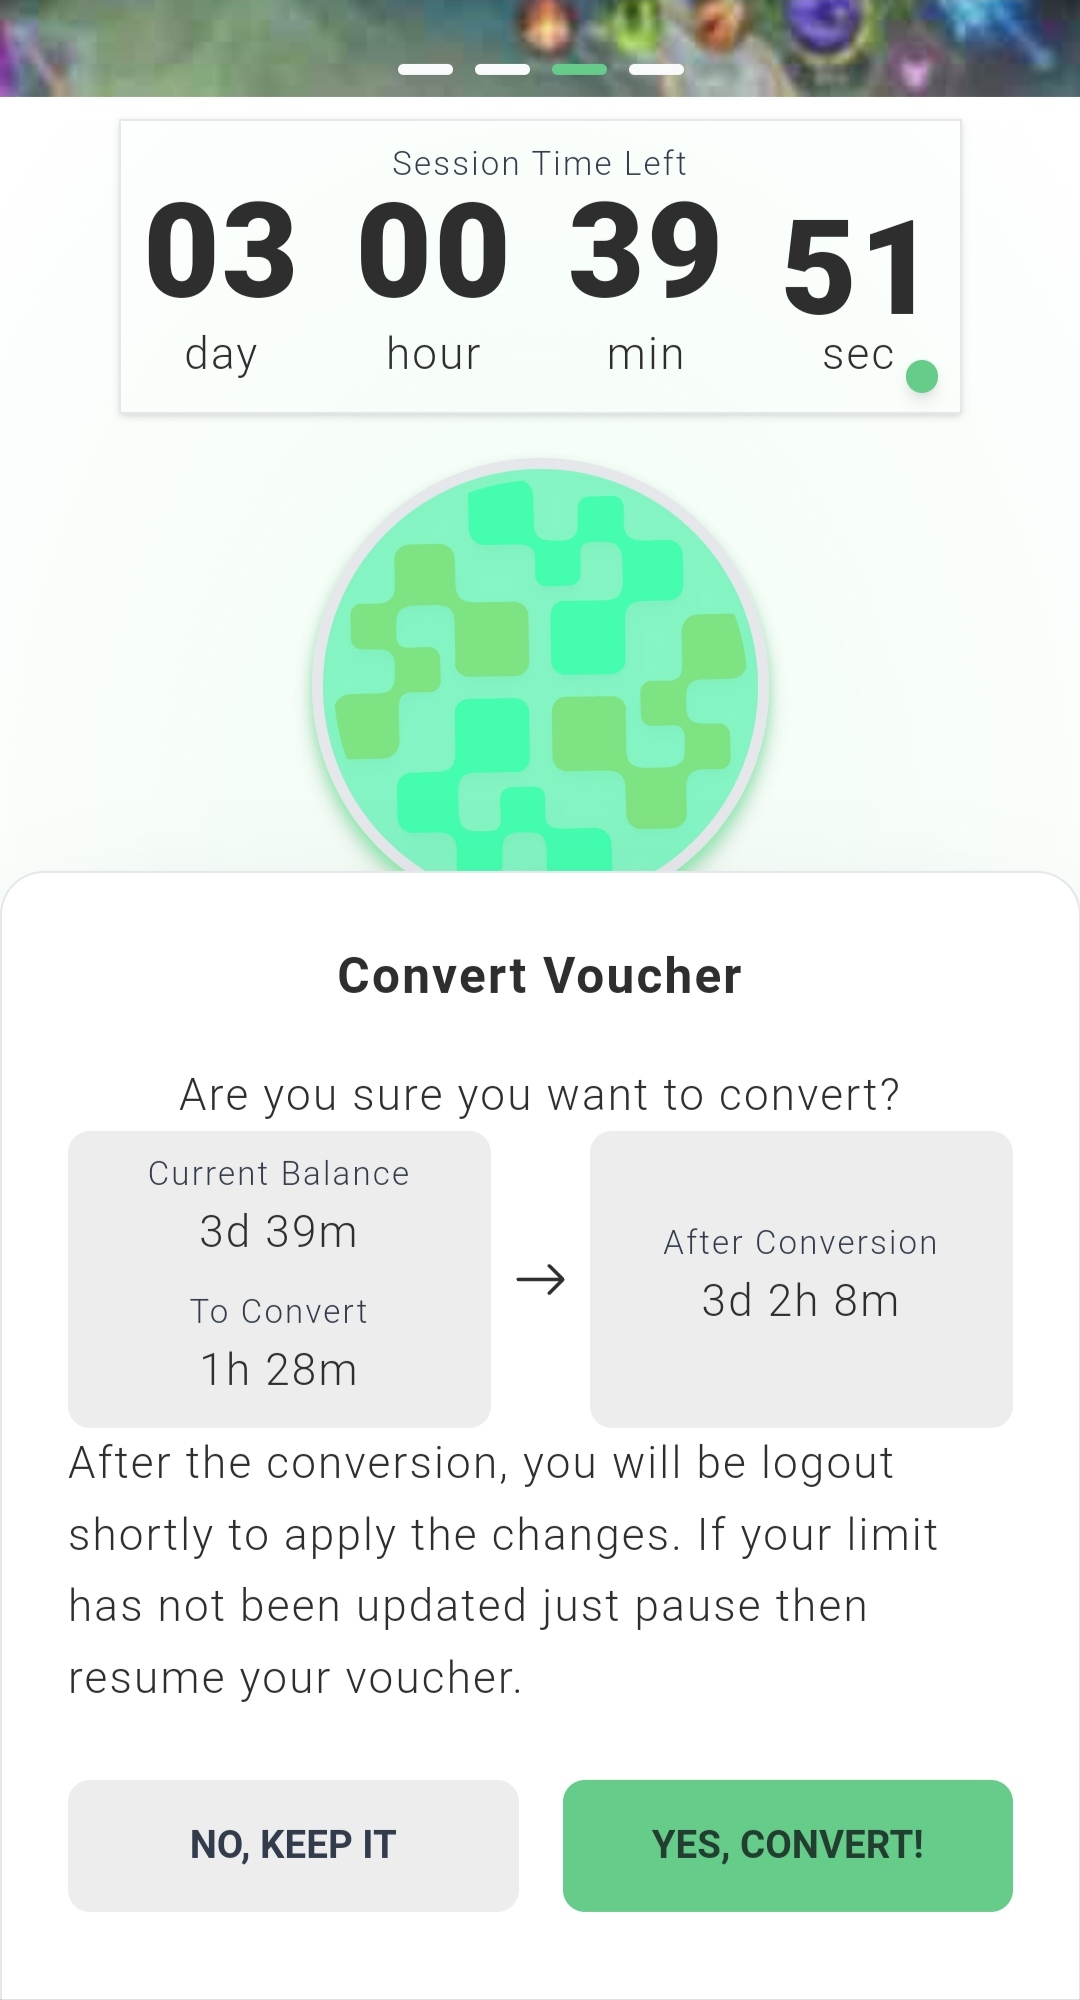 Session Time Left
03 00 39 51
day hour min sec
Convert Voucher
Are you sure you want to convert?
Current Balance
3d 39m
To Convert
1h 28m
→
After Conversion
3d 2h 8m
After the conversion, you will be logout
shortly to apply the changes. If your limit
has not been updated just pause then
resume your voucher.
NO, KEEP IT
YES, CONVERT!